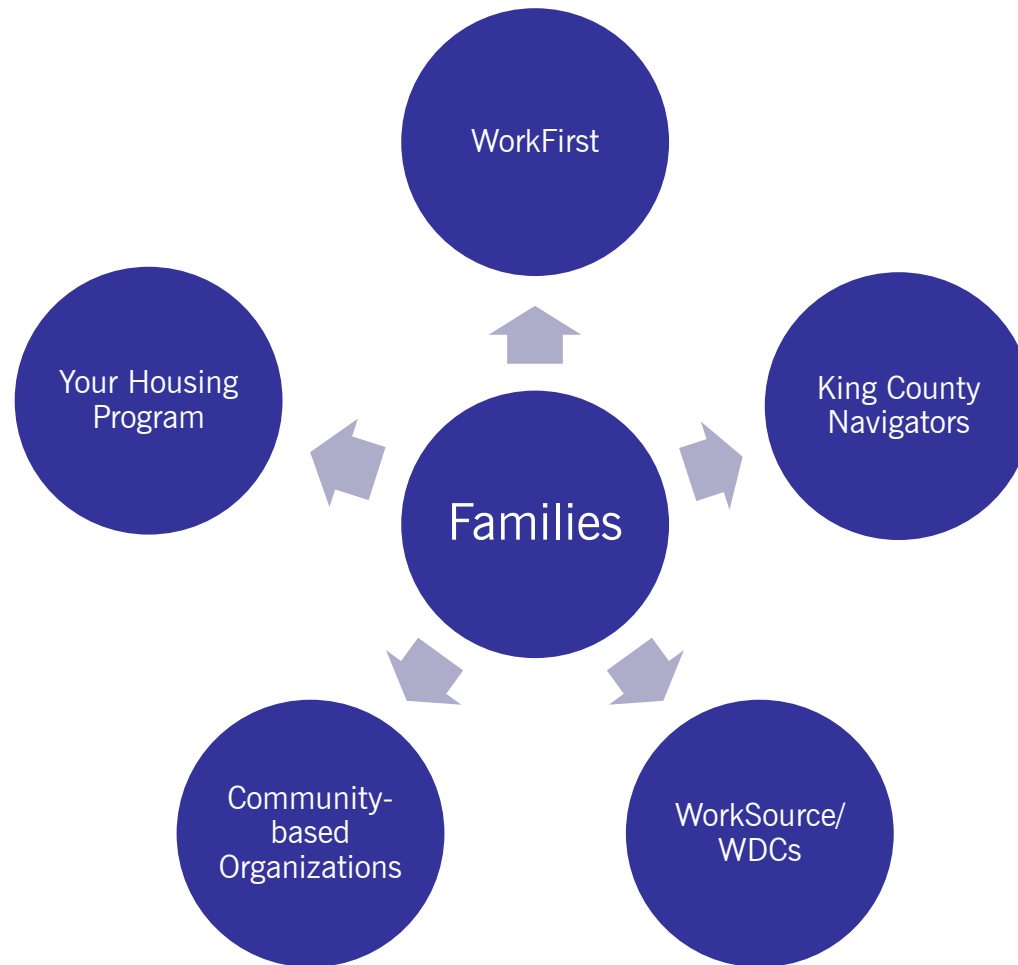 WorkFirst
Your Housing
Program
King County
Navigators
Families
Community-
based
Organizations
WorkSource/
WDCs